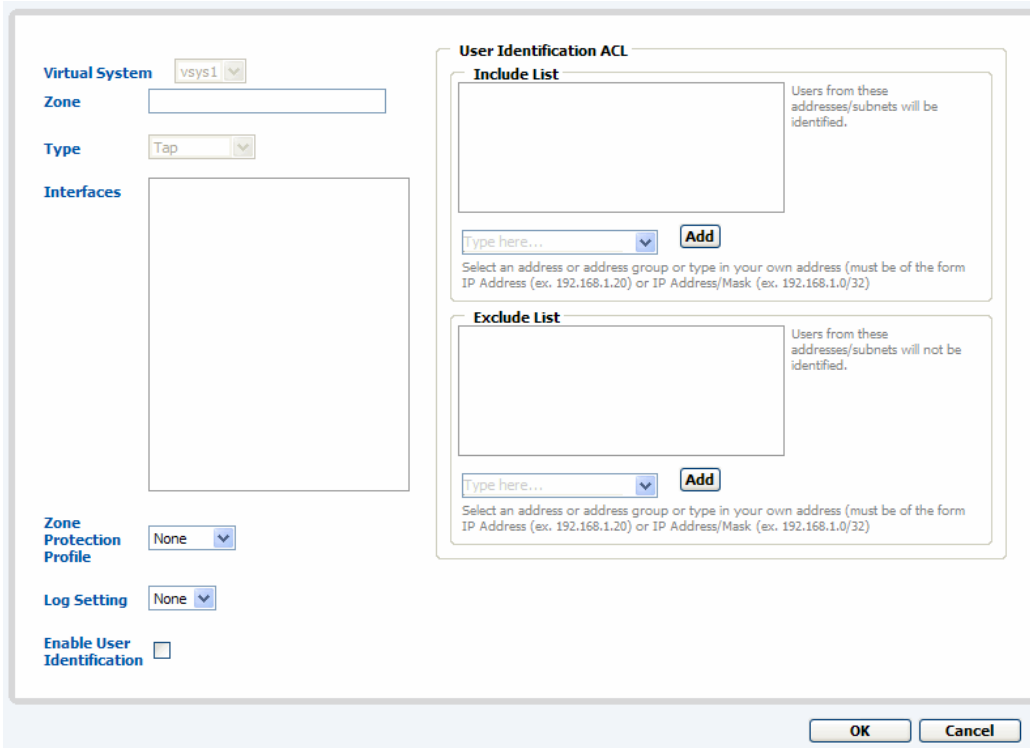 Virtual System
vsys1
Zone
Type
Tap
Interfaces
Zone
Protection
Profile
None
Log Setting
None
Enable User
Identification
User Identification ACL
Include List
Users from these
addresses/subnets will be
identified.
Type here...
Add
Select an address or address group or type in your own address (must be of the form
IP Address (ex. 192.168.1.20) or IP Address/Mask (ex. 192.168.1.0/32)
Exclude List
Users from these
addresses/subnets will not be
identified.
Type here...
Add
Select an address or address group or type in your own address (must be of the form
IP Address (ex. 192.168.1.20) or IP Address/Mask (ex. 192.168.1.0/32)
OK
Cancel